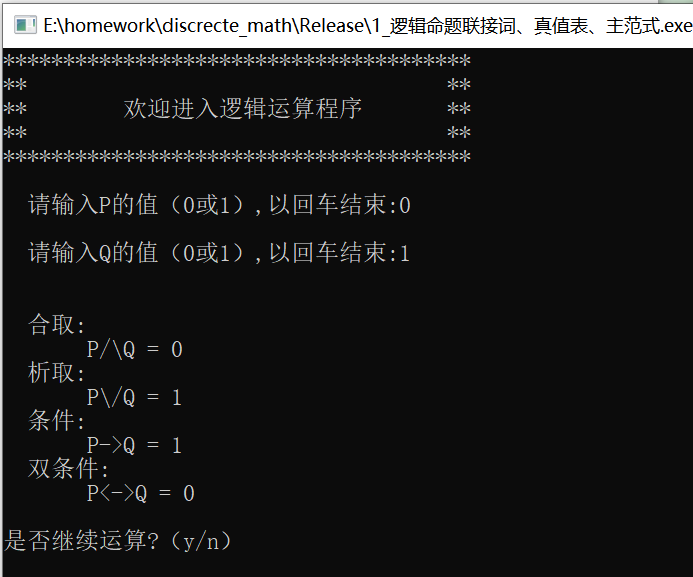 E:\homework\discrecte_math\Release\1_逻辑命题联接词、真值表、主范式.exe
***************************************
**                                   **
**        欢迎进入逻辑运算程序       **
**                                   **
***************************************
请输入P的值（0或1）,以回车结束:0
请输入Q的值（0或1）,以回车结束:1
合取:
P/\Q = 0
析取:
P\/Q = 1
条件:
P->Q = 1
双条件:
P<->Q = 0
是否继续运算?（y/n）